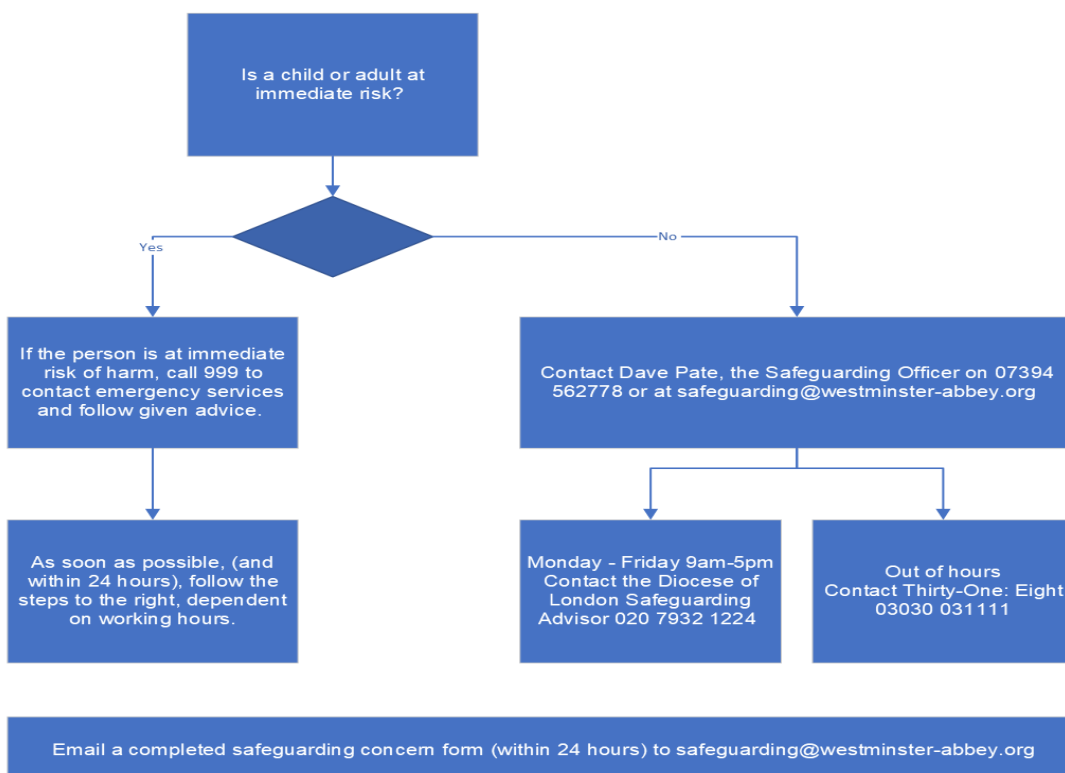 Is a child or adult at
immediate risk?
Yes
No
If the person is at immediate
risk of harm, call 999 to
contact emergency services
and follow given advice.
Contact Dave Pate, the Safeguarding Officer on 07394
562778 or at safeguarding@westminster-abbey.org
As soon as possible, (and
within 24 hours), follow the
steps to the right, dependent
on working hours.
Monday - Friday 9am-5pm
Contact the Diocese of
London Safeguarding
Advisor 020 7932 1224
Out of hours
Contact Thirty-One: Eight
03030 031111
Email a completed safeguarding concern form (within 24 hours) to safeguarding@westminster-abbey.org